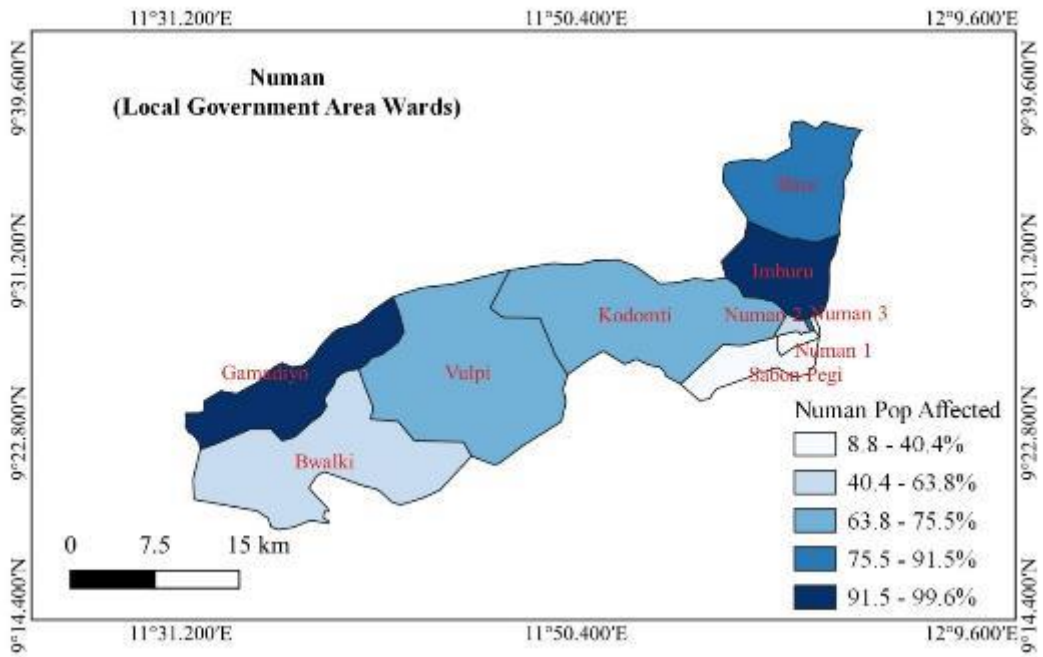 11°31.200'E 11°50.400'E 12°9.600'E
9°39.600'N 9°39.600'N
Numan
(Local Government Area Wards)
9°31.200'N 9°31.200'N
Imburu
Kodomti Numan 2 Numan 3
Numan 1
Gamadiyo Vulpi Sabon Pegi
9°22.800'N 9°22.800'N
Bwalki
Numan Pop Affected
8.8 - 40.4%
40.4 - 63.8%
63.8 - 75.5%
75.5 - 91.5%
91.5 - 99.6%
0 7.5 15 km
9°14.400'N 9°14.400'N
11°31.200'E 11°50.400'E 12°9.600'E